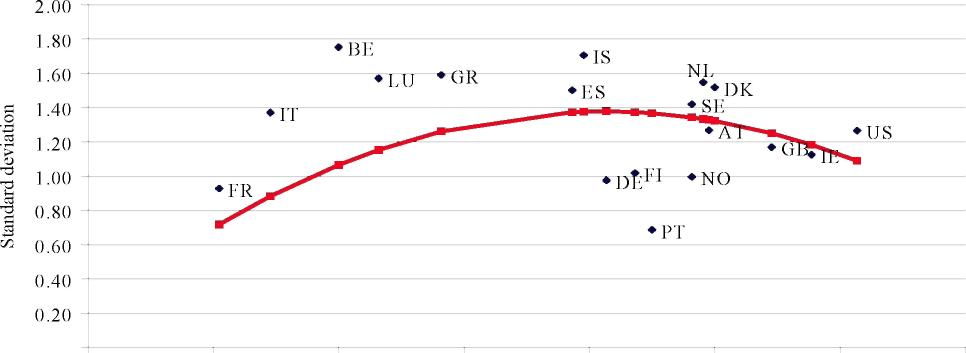 2.00
1.80
1.60
1.40
1.20
1.00
0.80
0.60
0.40
0.20
Standard deviation
FR
IT
BE
LU
GR
ES
IS
DE
FI
PT
NL
DK
SE
AT
NO
GB
IE
US